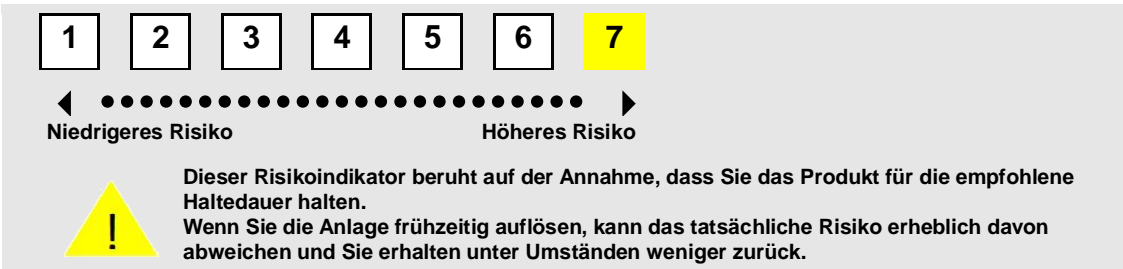 1 2 3 4 5 6 7
Niedrigeres Risiko Höheres Risiko
Dieser Risikoindikator beruht auf der Annahme, dass Sie das Produkt für die empfohlene
Haltedauer halten.
Wenn Sie die Anlage frühzeitig auflösen, kann das tatsächliche Risiko erheblich davon
abweichen und Sie erhalten unter Umständen weniger zurück.
!